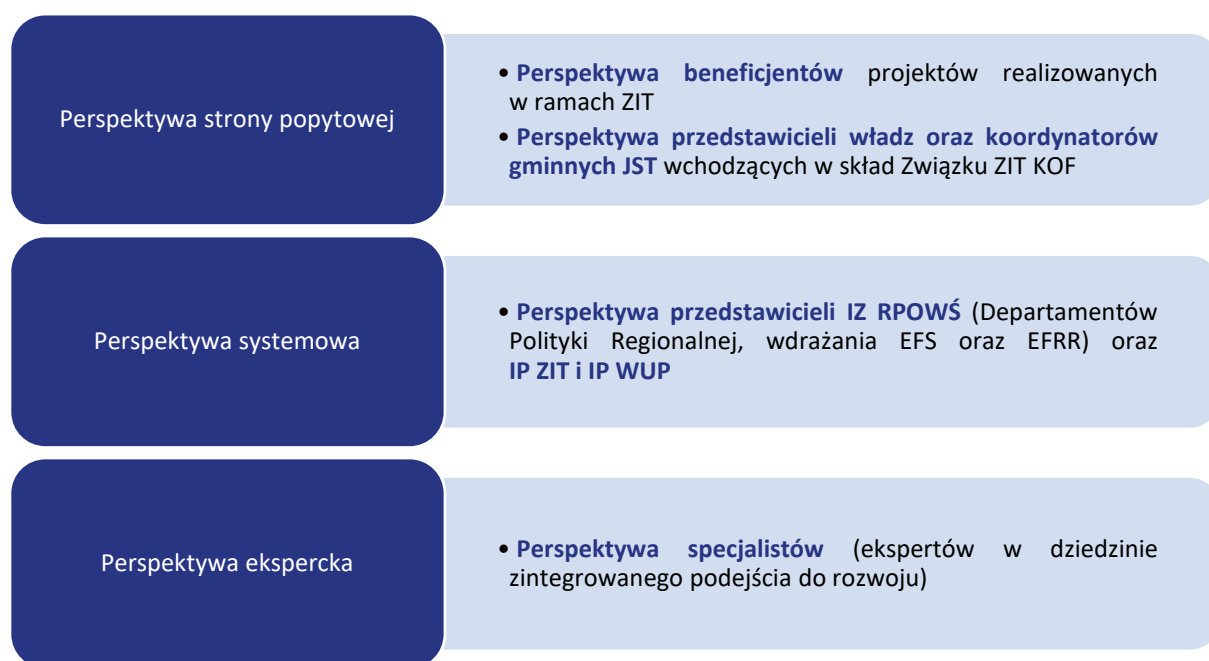 Perspektywa strony popytowej
• Perspektywa beneficjentów projektów realizowanych
w ramach ZIT
• Perspektywa przedstawicieli władz oraz koordynatorów
gminnych JST wchodzących w skład Związku ZIT KOF
Perspektywa systemowa
• Perspektywa przedstawicieli IZ RPOWŚ (Departamentów
Polityki Regionalnej, wdrażania EFS oraz EFRR) oraz
IP ZIT i IP WUP
Perspektywa ekspercka
• Perspektywa specjalistów (ekspertów w dziedzinie
zintegrowanego podejścia do rozwoju)